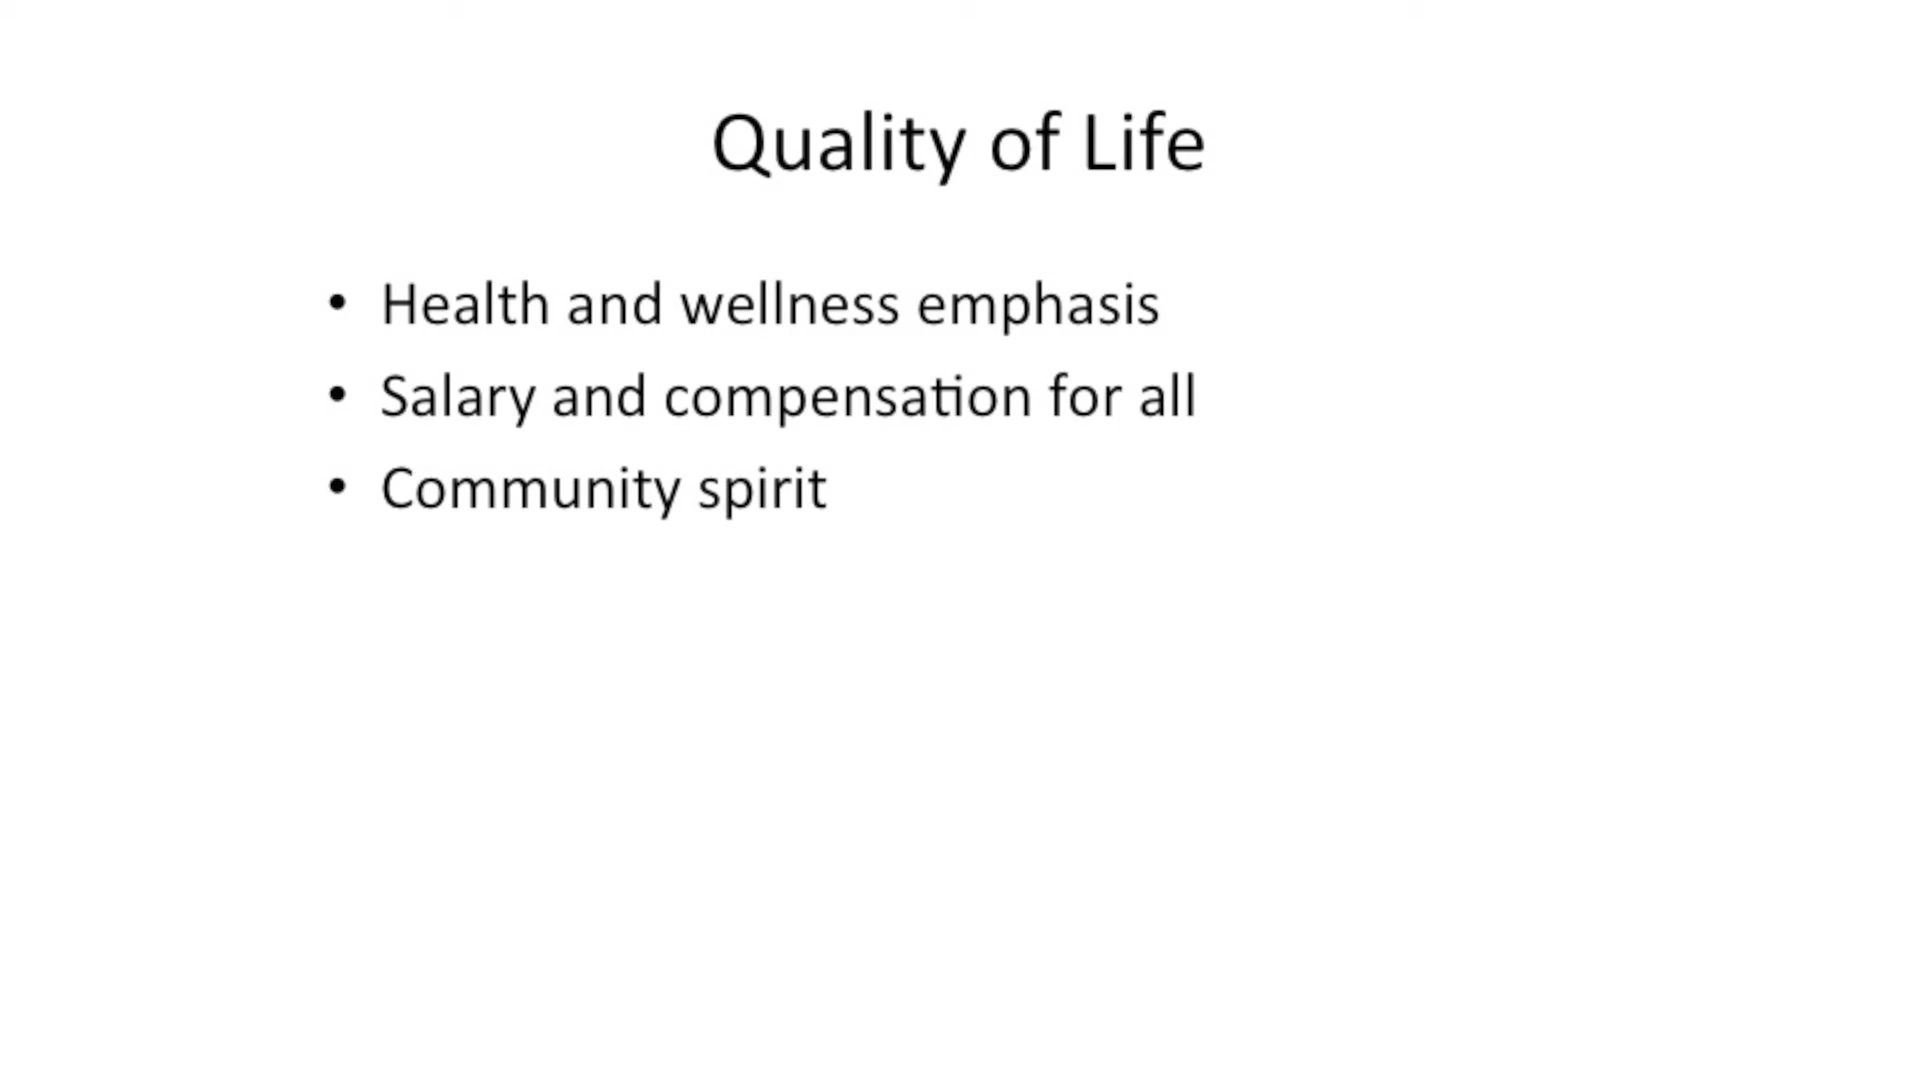 Quality of Life
• Health and wellness emphasis
• Salary and compensation for all
• Community spirit